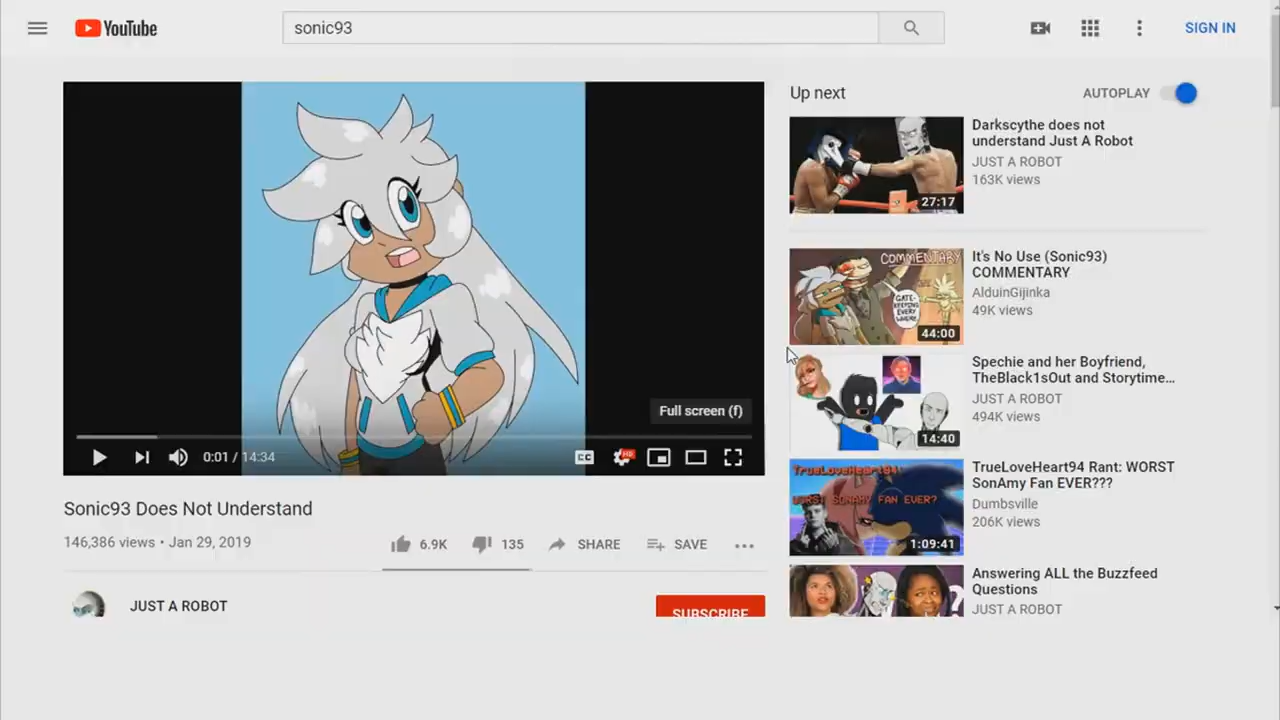 YouTube
sonic93
SIGN IN
Up next
AUTOPLAY
Darkscythe does not
understand Just A Robot
JUST A ROBOT
163K views
27:17
COMMENTARY
GATE-
KEEPING
EVERY
WHERE
44:00
It's No Use (Sonic93)
COMMENTARY
AlduinGijinka
49K views
Spechie and her Boyfriend,
TheBlack1sOut and Storytime...
JUST A ROBOT
494K views
14:40
Full screen (f)
0:01 / 14:34
CC
HD
TrueLoveHeart94:
WORST SONAMY FAN EVER?
1:09:41
TrueLoveHeart94 Rant: WORST
SonAmy Fan EVER???
Dumbsville
206K views
Sonic93 Does Not Understand
146,386 views • Jan 29, 2019
6.9K
135
SHARE
SAVE
Answering ALL the Buzzfeed
Questions
JUST A ROBOT
JUST A ROBOT
SUBSCRIBE